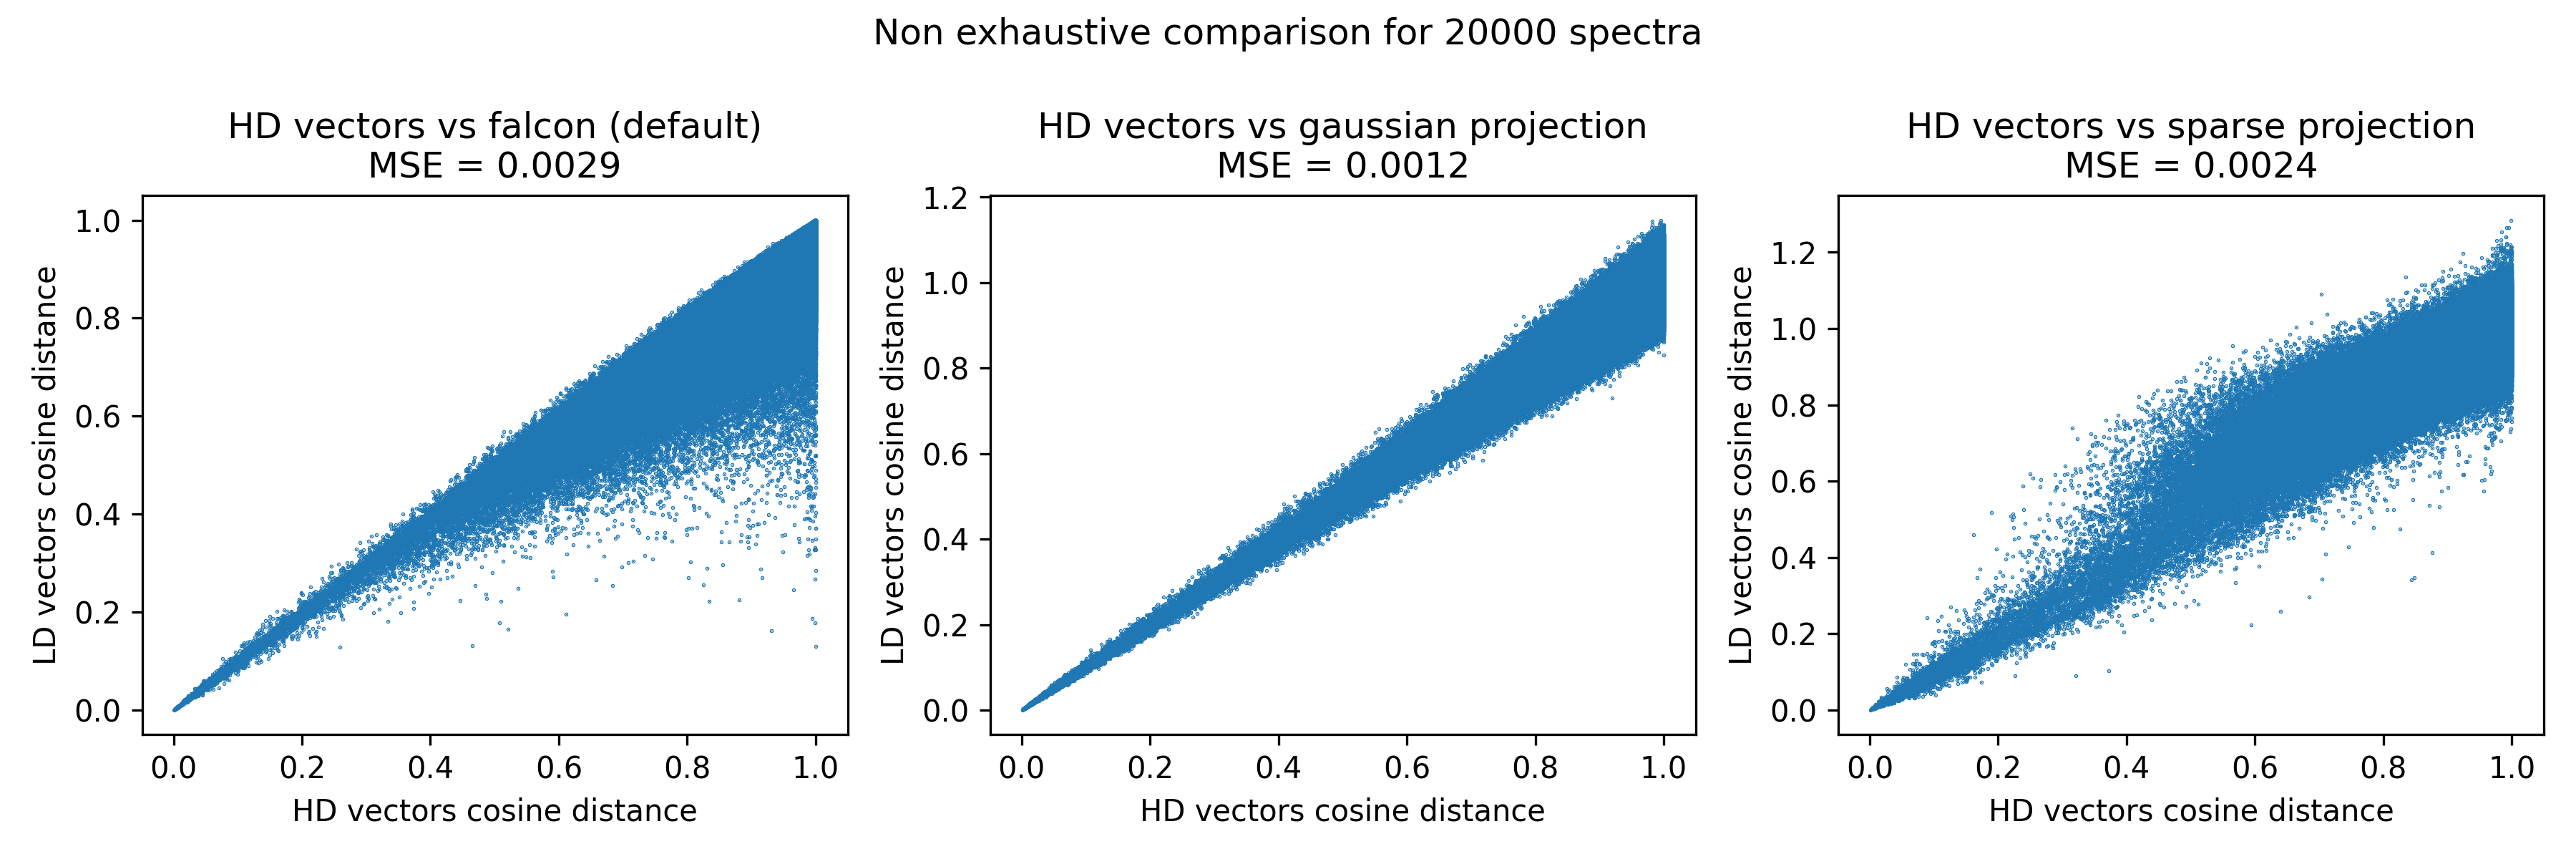 Non exhaustive comparison for 20000 spectra
HD vectors vs falcon (default)
MSE = 0.0029
LD vectors cosine distance
1.0
0.8
0.6
0.4
0.2
0.0
0.0 0.2 0.4 0.6 0.8 1.0
HD vectors cosine distance
HD vectors vs gaussian projection
MSE = 0.0012
LD vectors cosine distance
1.2
1.0
0.8
0.6
0.4
0.2
0.0
0.0 0.2 0.4 0.6 0.8 1.0
HD vectors cosine distance
HD vectors vs sparse projection
MSE = 0.0024
LD vectors cosine distance
1.2
1.0
0.8
0.6
0.4
0.2
0.0
0.0 0.2 0.4 0.6 0.8 1.0
HD vectors cosine distance